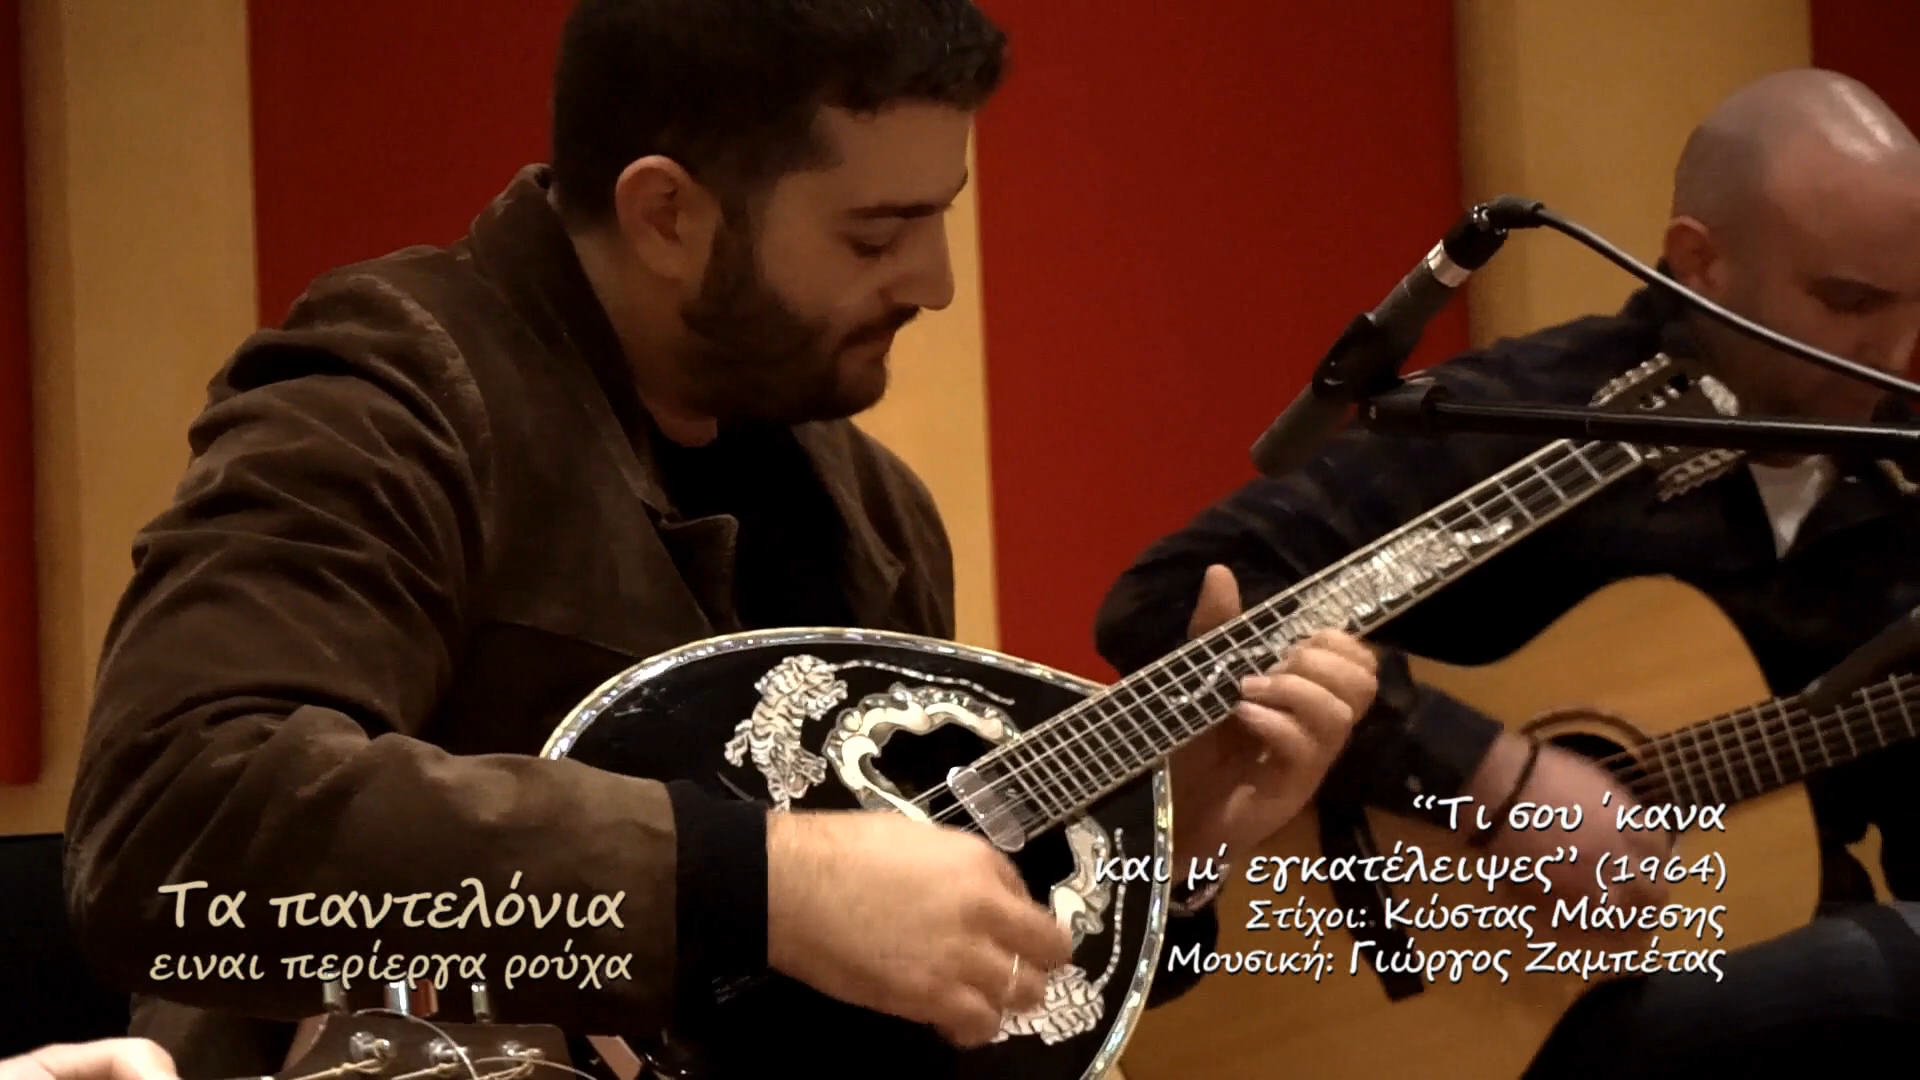 Τα παντελόνια
ειναι περίεργα ρούχα
“Τι σου ΄κανα
και μ΄ εγκατέλειψες” (1964)
Στίχοι: Κώστας Μάνεσης
Μουσική: Γιώργος Ζαμπέτας